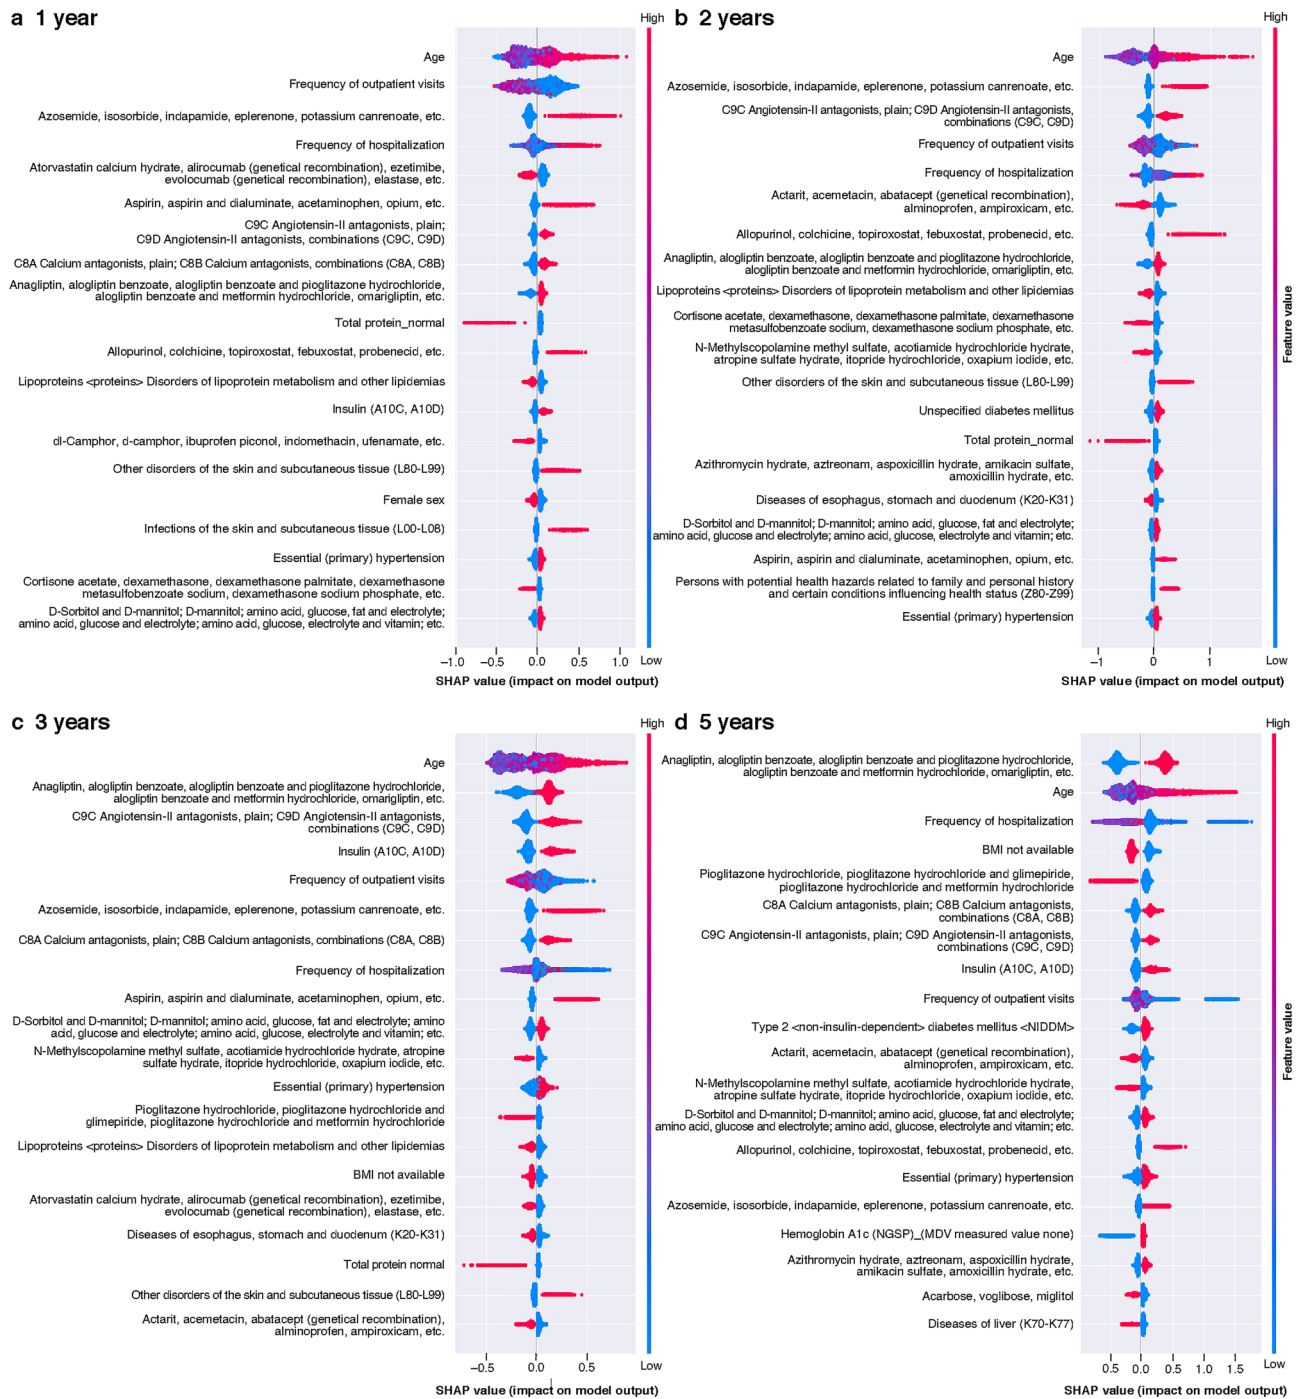 a 1 year
High
Age
Frequency of outpatient visits
Azosemide, isosorbide, indapamide, eplerenone, potassium canrenoate, etc.
Frequency of hospitalization
Atorvastatin calcium hydrate, alirocumab (genetical recombination), ezetimibe,
evolocumab (genetical recombination), elastase, etc.
Aspirin, aspirin and dialuminate, acetaminophen, opium, etc.
C9C Angiotensin-II antagonists, plain;
C9D Angiotensin-II antagonists, combinations (C9C, C9D)
C8A Calcium antagonists, plain; C8B Calcium antagonists, combinations (C8A, C8B)
Anagliptin, alogliptin benzoate, alogliptin benzoate and pioglitazone hydrochloride,
alogliptin benzoate and metformin hydrochloride, omarigliptin, etc.
Total protein_normal
Allopurinol, colchicine, topiroxostat, febuxostat, probenecid, etc.
Lipoproteins <proteins> Disorders of lipoprotein metabolism and other lipidemias
Insulin (A10C, A10D)
dl-Camphor, d-camphor, ibuprofen piconol, indomethacin, ufenamate, etc.
Other disorders of the skin and subcutaneous tissue (L80-L99)
Female sex
Infections of the skin and subcutaneous tissue (L00-L08)
Essential (primary) hypertension
Cortisone acetate, dexamethasone, dexamethasone palmitate, dexamethasone
metasulfobenzoate sodium, dexamethasone sodium phosphate, etc.
D-Sorbitol and D-mannitol; D-mannitol; amino acid, glucose, fat and electrolyte;
amino acid, glucose and electrolyte; amino acid, glucose, electrolyte and vitamin; etc.
Low
−1.0 −0.5 0.0 0.5 1.0
SHAP value (impact on model output)
b 2 years
High
Age
Azosemide, isosorbide, indapamide, eplerenone, potassium canrenoate, etc.
C9C Angiotensin-II antagonists, plain; C9D Angiotensin-II antagonists,
combinations (C9C, C9D)
Frequency of outpatient visits
Frequency of hospitalization
Actarit, acemetacin, abatacept (genetical recombination),
alminoprofen, ampiroxicam, etc.
Allopurinol, colchicine, topiroxostat, febuxostat, probenecid, etc.
Anagliptin, alogliptin benzoate, alogliptin benzoate and pioglitazone hydrochloride,
alogliptin benzoate and metformin hydrochloride, omarigliptin, etc.
Lipoproteins <proteins> Disorders of lipoprotein metabolism and other lipidemias
Cortisone acetate, dexamethasone, dexamethasone palmitate, dexamethasone
metasulfobenzoate sodium, dexamethasone sodium phosphate, etc.
N-Methylscopolamine methyl sulfate, acotiamide hydrochloride hydrate,
atropine sulfate hydrate, itopride hydrochloride, oxapium iodide, etc.
Other disorders of the skin and subcutaneous tissue (L80-L99)
Unspecified diabetes mellitus
Total protein_normal
Azithromycin hydrate, aztreonam, aspoxicillin hydrate, amikacin sulfate,
amoxicillin hydrate, etc.
Diseases of esophagus, stomach and duodenum (K20-K31)
D-Sorbitol and D-mannitol; D-mannitol; amino acid, glucose, fat and electrolyte;
amino acid, glucose and electrolyte; amino acid, glucose, electrolyte and vitamin; etc.
Aspirin, aspirin and dialuminate, acetaminophen, opium, etc.
Persons with potential health hazards related to family and personal history
and certain conditions influencing health status (Z80-Z99)
Essential (primary) hypertension
Feature value
Low
−1 0 1
SHAP value (impact on model output)
c 3 years
High
Age
Anagliptin, alogliptin benzoate, alogliptin benzoate and pioglitazone hydrochloride,
alogliptin benzoate and metformin hydrochloride, omarigliptin, etc.
C9C Angiotensin-II antagonists, plain; C9D Angiotensin-II antagonists,
combinations (C9C, C9D)
Insulin (A10C, A10D)
Frequency of outpatient visits
Azosemide, isosorbide, indapamide, eplerenone, potassium canrenoate, etc.
C8A Calcium antagonists, plain; C8B Calcium antagonists, combinations (C8A, C8B)
Frequency of hospitalization
Aspirin, aspirin and dialuminate, acetaminophen, opium, etc.
D-Sorbitol and D-mannitol; D-mannitol; amino acid, glucose, fat and electrolyte; amino
acid, glucose and electrolyte; amino acid, glucose, electrolyte and vitamin; etc.
N-Methylscopolamine methyl sulfate, acotiamide hydrochloride hydrate, atropine
sulfate hydrate, itopride hydrochloride, oxapium iodide, etc.
Essential (primary) hypertension
Pioglitazone hydrochloride, pioglitazone hydrochloride and
glimepiride, pioglitazone hydrochloride and metformin hydrochloride
Lipoproteins <proteins> Disorders of lipoprotein metabolism and other lipidemias
BMI not available
Atorvastatin calcium hydrate, alirocumab (genetical recombination), ezetimibe,
evolocumab (genetical recombination), elastase, etc.
Diseases of esophagus, stomach and duodenum (K20-K31)
Total protein normal
Other disorders of the skin and subcutaneous tissue (L80-L99)
Actarit, acemetacin, abatacept (genetical recombination),
alminoprofen, ampiroxicam, etc.
Low
−0.5 0.0 0.5
SHAP value (impact on model output)
d 5 years
High
Anagliptin, alogliptin benzoate, alogliptin benzoate and pioglitazone hydrochloride,
alogliptin benzoate and metformin hydrochloride, omarigliptin, etc.
Age
Frequency of hospitalization
BMI not available
Pioglitazone hydrochloride, pioglitazone hydrochloride and glimepiride,
pioglitazone hydrochloride and metformin hydrochloride
C8A Calcium antagonists, plain; C8B Calcium antagonists,
combinations (C8A, C8B)
C9C Angiotensin-II antagonists, plain; C9D Angiotensin-II antagonists,
combinations (C9C, C9D)
Insulin (A10C, A10D)
Frequency of outpatient visits
Type 2 <non-insulin-dependent> diabetes mellitus <NIDDM>
Actarit, acemetacin, abatacept (genetical recombination),
alminoprofen, ampiroxicam, etc.
N-Methylscopolamine methyl sulfate, acotiamide hydrochloride hydrate,
atropine sulfate hydrate, itopride hydrochloride, oxapium iodide, etc.
D-Sorbitol and D-mannitol; D-mannitol; amino acid, glucose, fat and electrolyte;
amino acid, glucose and electrolyte; amino acid, glucose, electrolyte and vitamin; etc.
Allopurinol, colchicine, topiroxostat, febuxostat, probenecid, etc.
Essential (primary) hypertension
Azosemide, isosorbide, indapamide, eplerenone, potassium canrenoate, etc.
Hemoglobin A1c (NGSP)_(MDV measured value none)
Azithromycin hydrate, aztreonam, aspoxicillin hydrate,
amikacin sulfate, amoxicillin hydrate, etc.
Acarbose, voglibose, miglitol
Diseases of liver (K70-K77)
Feature value
Low
0.5 0 0.5 1.0 1.5
SHAP value (impact on model output)